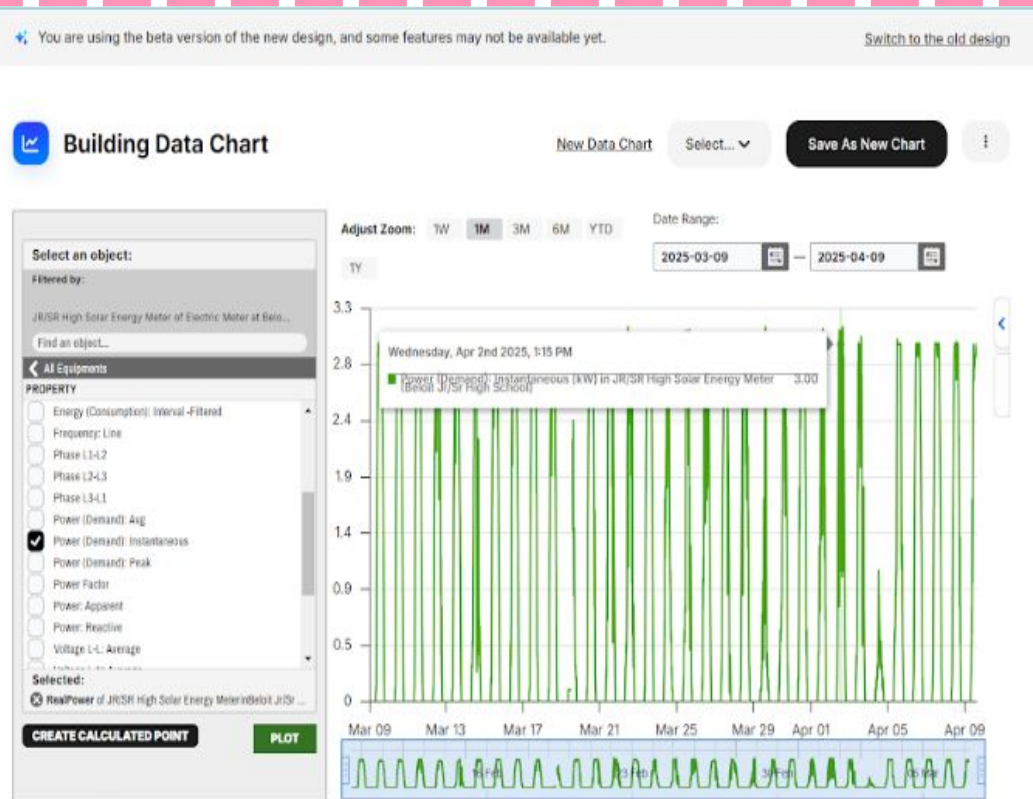 You are using the beta version of the new design, and some features may not be available yet.
Switch to the old design
Building Data Chart
New Data Chart
Select...
Save As New Chart
Select an object:
Filtered by:
JR/SR High Solar Energy Meter of Electric Meter at Belo...
Find an object...
All Equipments
PROPERTY
Energy (Consumption): Interval -Filtered
Frequency: Line
Phase L1-L2
Phase L2-L3
Phase L3-L1
Power (Demand): Avg
Power (Demand): Instantaneous
Power (Demand): Peak
Power Factor
Power: Apparent
Power: Reactive
Voltage L-L: Average
Selected:
RealPower of JR/SR High Solar Energy MeterinBeloit Jr/Sr ...
CREATE CALCULATED POINT
PLOT
Adjust Zoom: 1W 1M 3M 6M YTD
1Y
Date Range:
2025-03-09 — 2025-04-09
3.3
2.8
2.4
1.9
1.4
0.9
0.5
0
Wednesday, Apr 2nd 2025, 1:15 PM
Power (Demand): Instantaneous [kW] in JR/SR High Solar Energy Meter 3.00
(Beloit Jr/Sr High School)
Mar 09 Mar 13 Mar 17 Mar 21 Mar 25 Mar 29 Apr 01 Apr 05 Apr 09
16 Feb 23 Feb